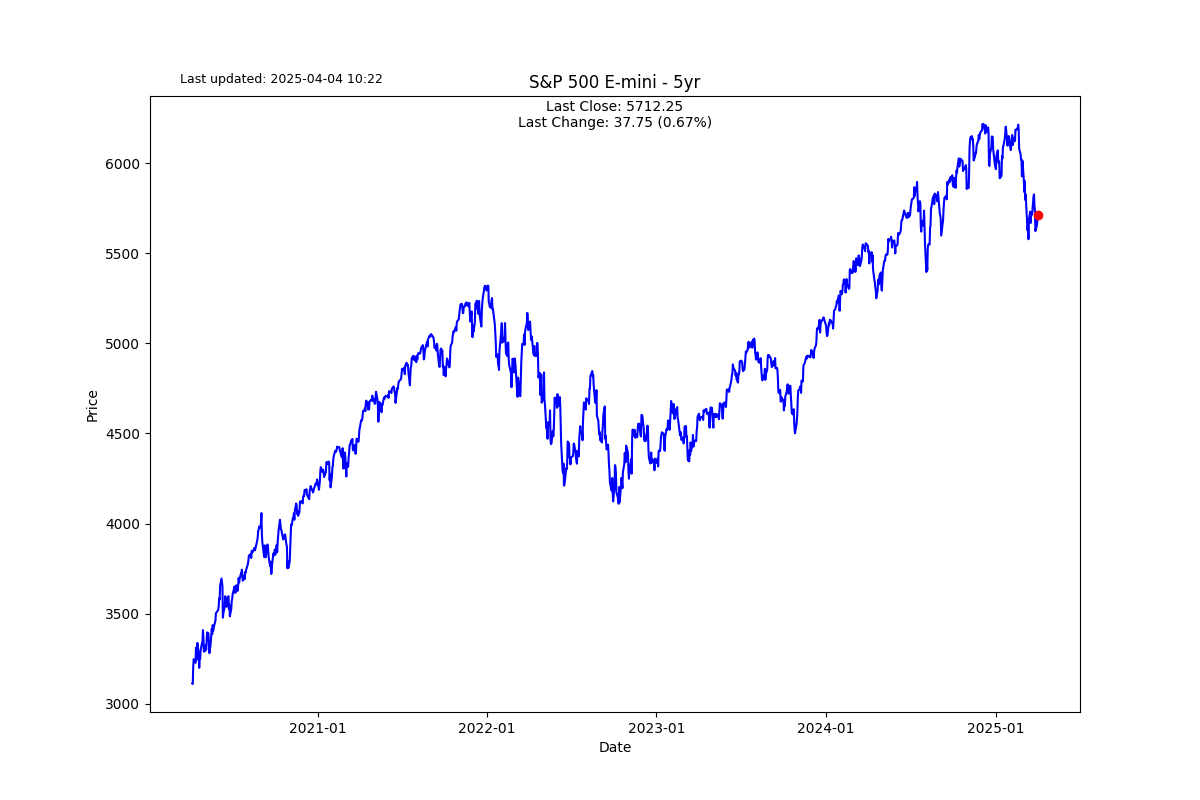 Last updated: 2025-04-04 10:22
S&P 500 E-mini - 5yr
Last Close: 5712.25
Last Change: 37.75 (0.67%)
Price
6000
5500
5000
4500
4000
3500
3000
2021-01 2022-01 2023-01 2024-01 2025-01
Date